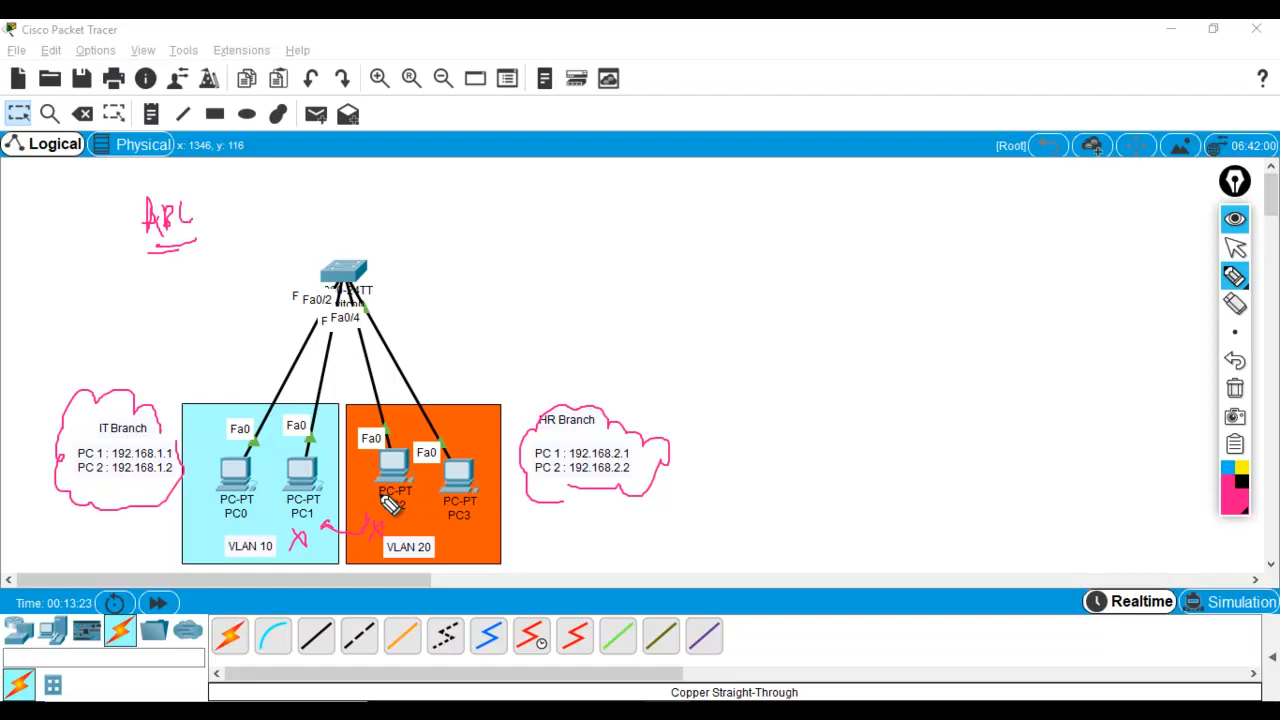 Cisco Packet Tracer
File Edit Options View Tools Extensions Help
Logical Physical x: 1346, y: 116 [Root] 06:42:00
24TT
F Fa0/2
F Fa0/4
IT Branch
PC 1 : 192.168.1.1
PC 2 : 192.168.1.2
HR Branch
PC 1 : 192.168.2.1
PC 2 : 192.168.2.2
Fa0 Fa0 Fa0 Fa0
PC-PT
PC0
PC-PT
PC1
PC-PT
PC-PT
PC3
VLAN 10
VLAN 20
Time: 00:13:23 Realtime Simulation
Copper Straight-Through